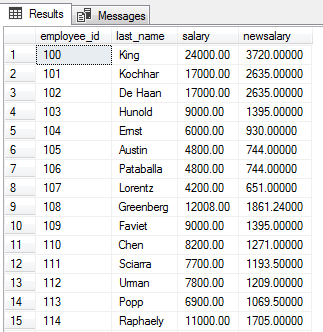 Results Messages
employee_id last_name salary newsalary
1 100 King 24000.00 3720.00000
2 101 Kochhar 17000.00 2635.00000
3 102 De Haan 17000.00 2635.00000
4 103 Hunold 9000.00 1395.00000
5 104 Ernst 6000.00 930.00000
6 105 Austin 4800.00 744.00000
7 106 Pataballa 4800.00 744.00000
8 107 Lorentz 4200.00 651.00000
9 108 Greenberg 12008.00 1861.24000
10 109 Faviet 9000.00 1395.00000
11 110 Chen 8200.00 1271.00000
12 111 Sciarra 7700.00 1193.50000
13 112 Urman 7800.00 1209.00000
14 113 Popp 6900.00 1069.50000
15 114 Raphaely 11000.00 1705.00000